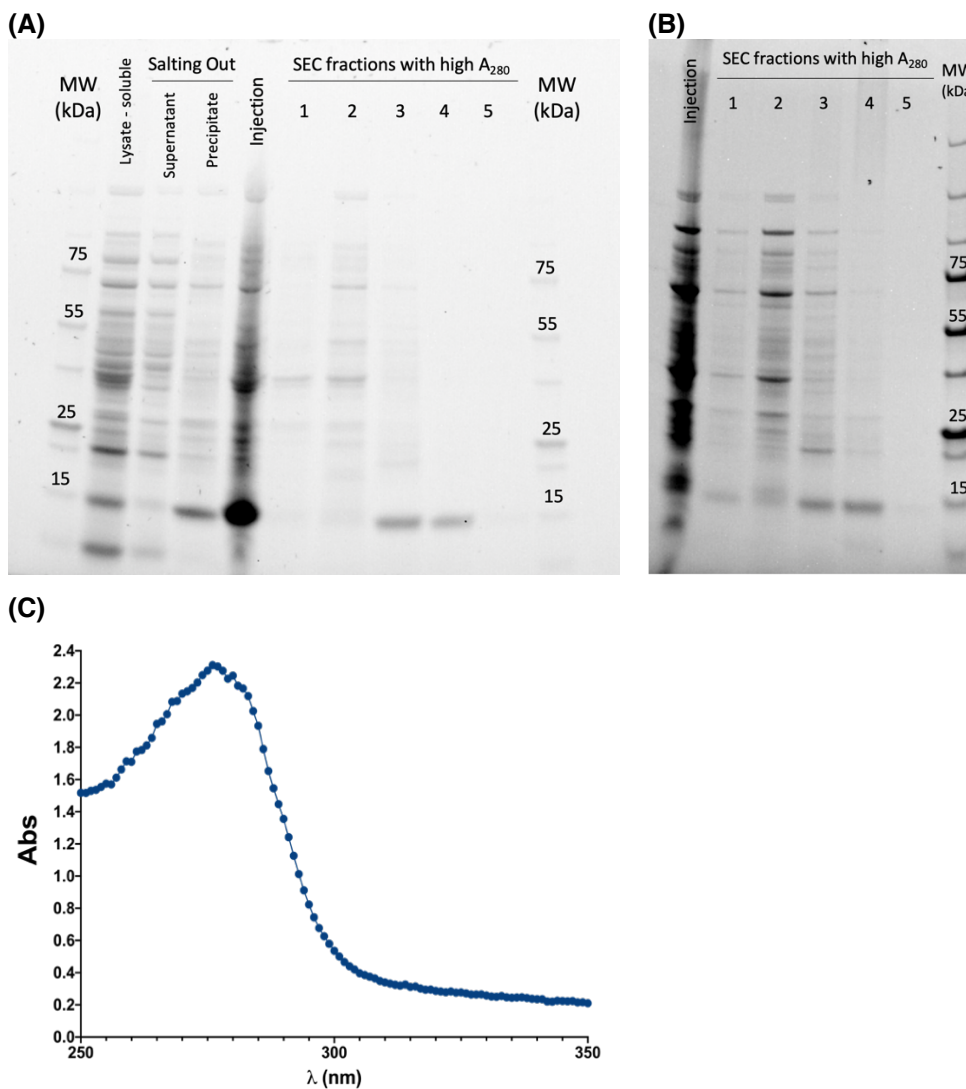 (A)
MW
(kDa)
Lysate - soluble
Salting Out
Supernatant
Precipitate
Injection
SEC fractions with high A₂₈₀
1 2 3 4 5
MW
(kDa)
75
55
25
15
75
55
25
15
(B)
Injection
SEC fractions with high A₂₈₀
1 2 3 4 5
MW
(kDa)
75
55
25
15
(C)
2.4
2.2
2.0
1.8
1.6
1.4
1.2
1.0
0.8
0.6
0.4
0.2
0.0
Abs
250 300 350
λ (nm)